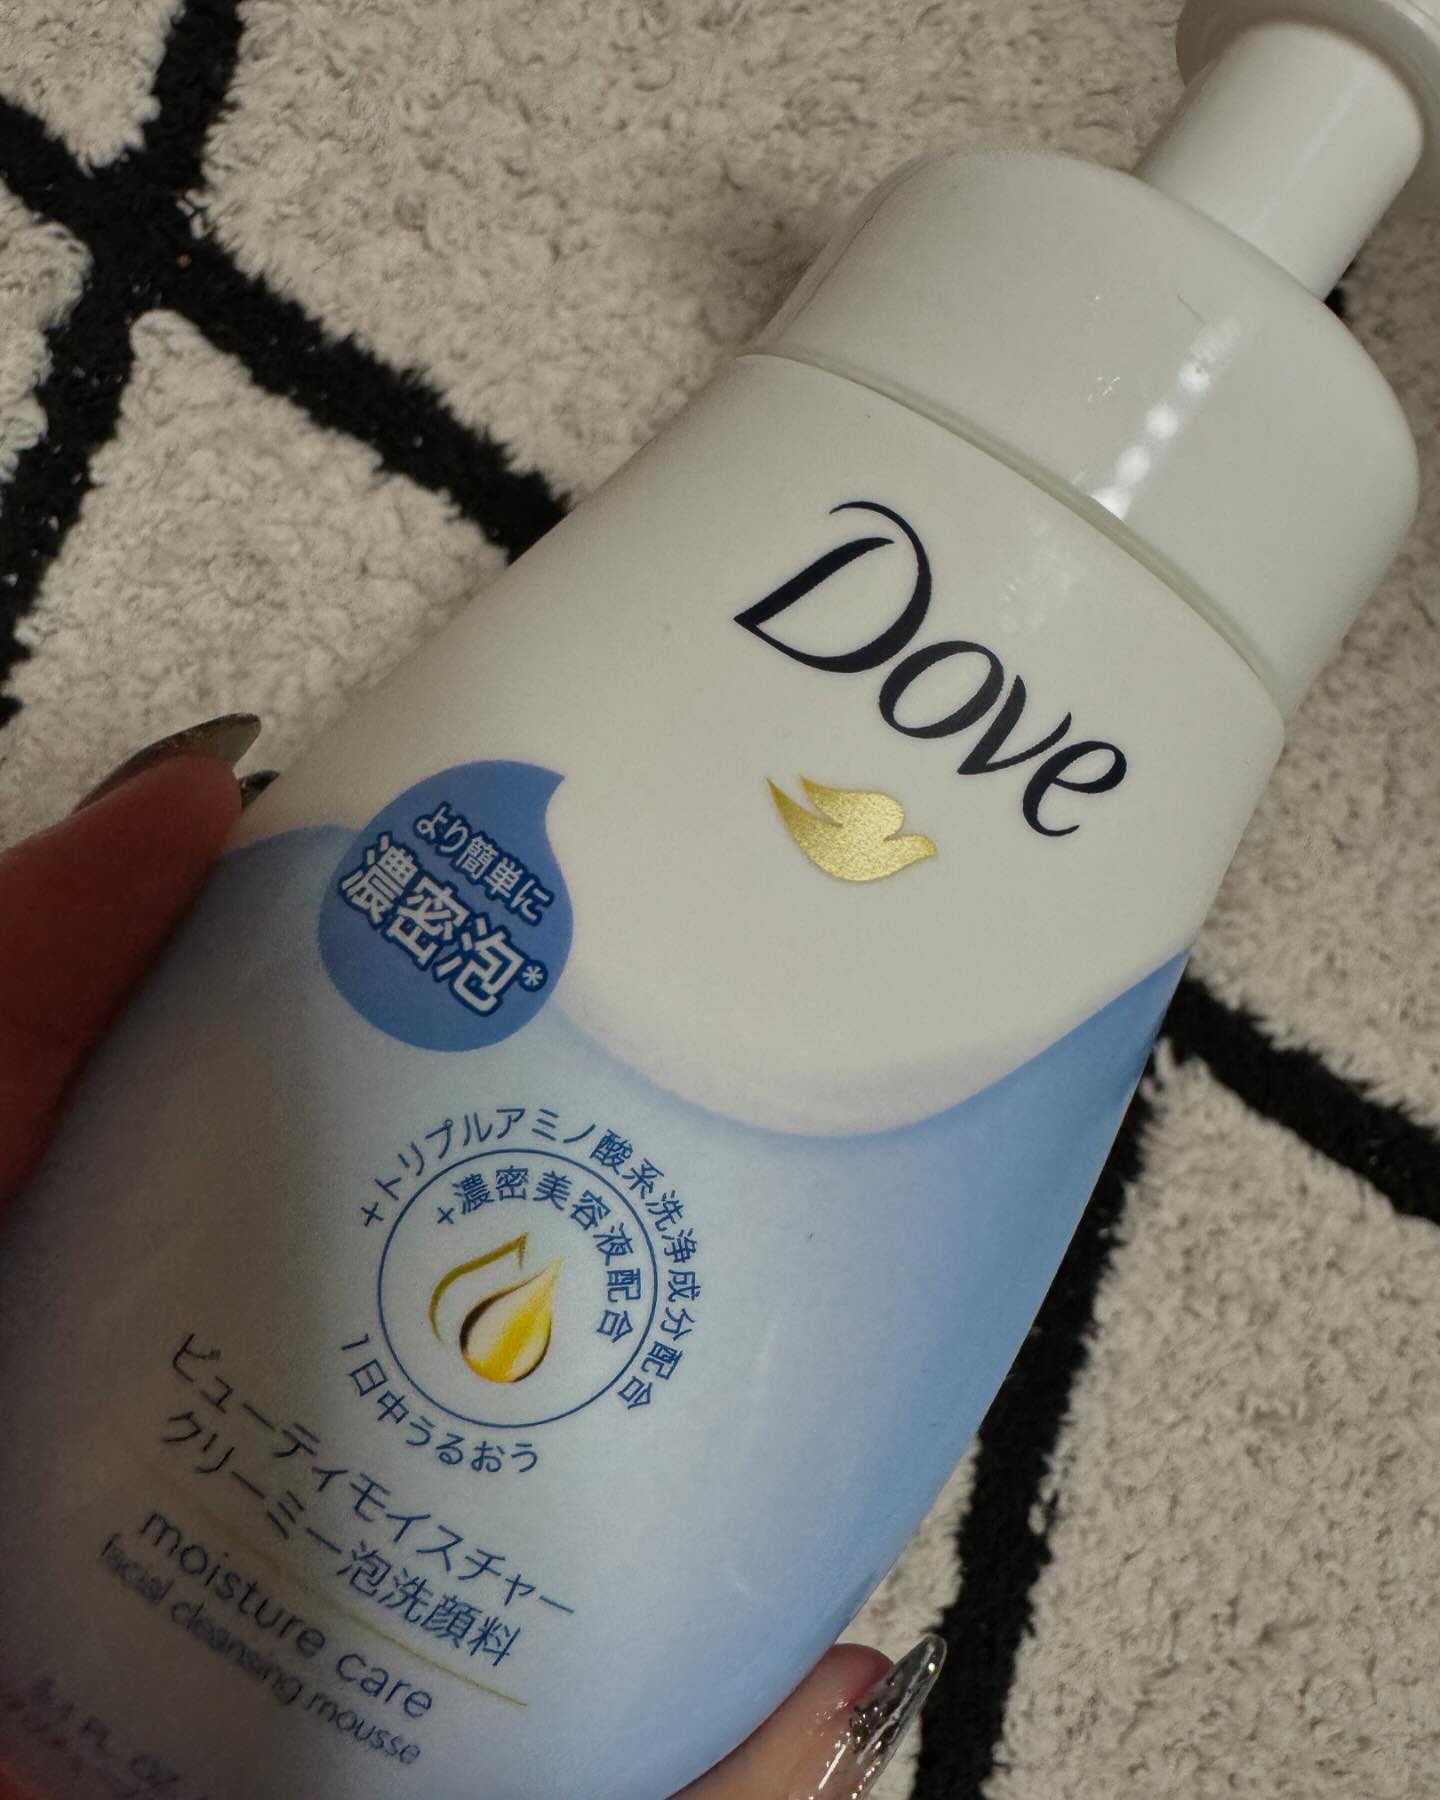 Dove
より簡単に
濃密泡*
+トリプルアミノ酸系洗浄成分配合
+濃密美容液配合
1日中うるおう
ビューティモイスチャー
クリーミー泡洗顔料
moisture care
facial cleansing mousse